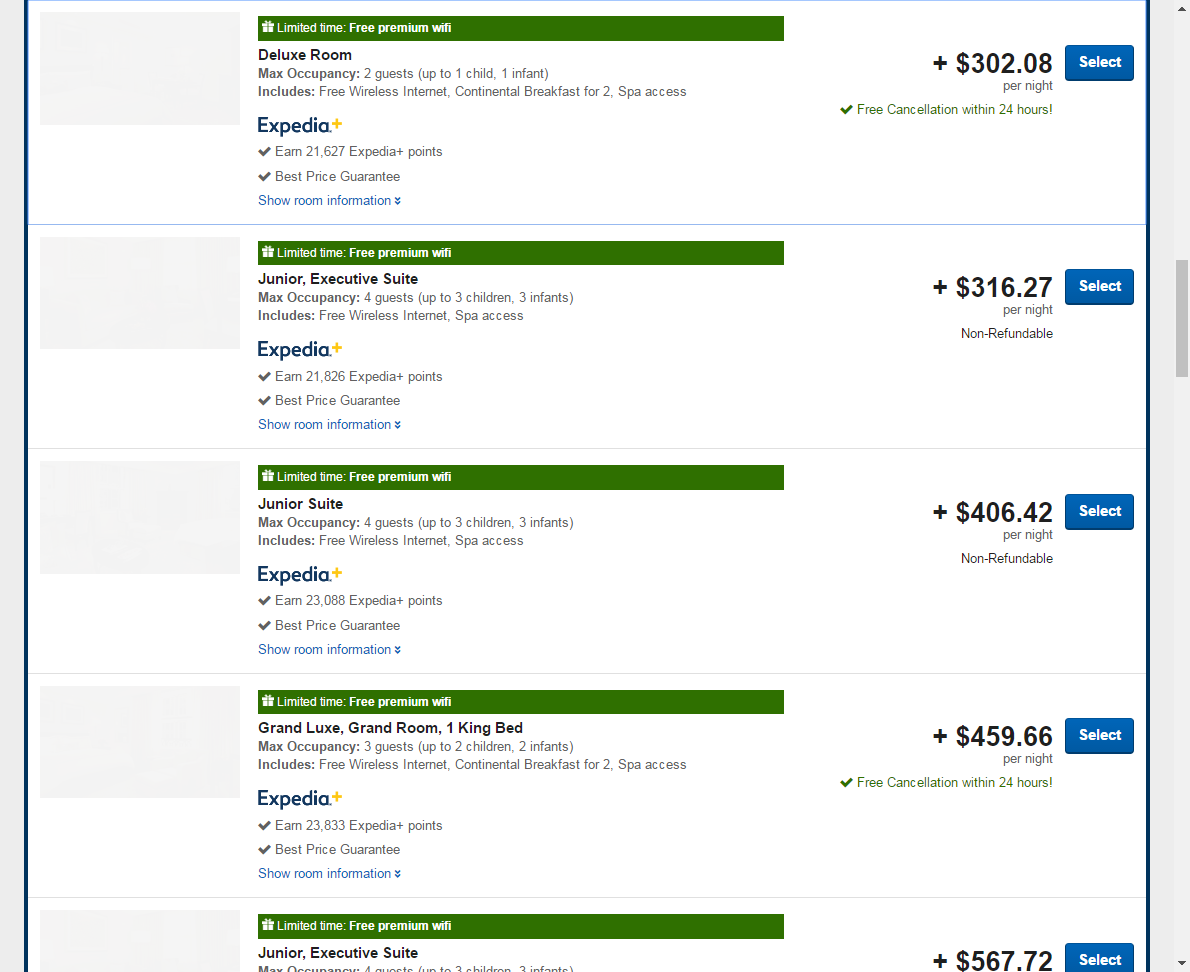 Limited time: Free premium wifi
Deluxe Room
Max Occupancy: 2 guests (up to 1 child, 1 infant)
Includes: Free Wireless Internet, Continental Breakfast for 2, Spa access
Expedia+
Earn 21,627 Expedia+ points
Best Price Guarantee
Show room information
+ $302.08
per night
Free Cancellation within 24 hours!
Select
Limited time: Free premium wifi
Junior, Executive Suite
Max Occupancy: 4 guests (up to 3 children, 3 infants)
Includes: Free Wireless Internet, Spa access
Expedia+
Earn 21,826 Expedia+ points
Best Price Guarantee
Show room information
+ $316.27
per night
Non-Refundable
Select
Limited time: Free premium wifi
Junior Suite
Max Occupancy: 4 guests (up to 3 children, 3 infants)
Includes: Free Wireless Internet, Spa access
Expedia+
Earn 23,088 Expedia+ points
Best Price Guarantee
Show room information
+ $406.42
per night
Non-Refundable
Select
Limited time: Free premium wifi
Grand Luxe, Grand Room, 1 King Bed
Max Occupancy: 3 guests (up to 2 children, 2 infants)
Includes: Free Wireless Internet, Continental Breakfast for 2, Spa access
Expedia+
Earn 23,833 Expedia+ points
Best Price Guarantee
Show room information
+ $459.66
per night
Free Cancellation within 24 hours!
Select
Limited time: Free premium wifi
Junior, Executive Suite
Max Occupancy: 4 guests (up to 3 children, 3 infants)
+ $567.72
Select